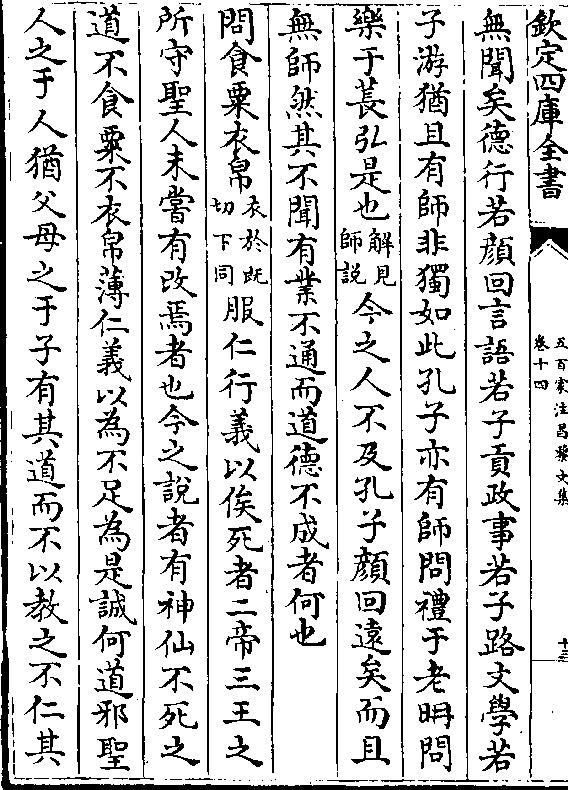 欽定四庫全書
五百家注昌黎文集
卷十四
十三
無聞矣德行若顏回言語若子貢政事若子路文學若
子游猶且有師非獨如此孔子亦有師問禮于老聃問
樂于萇弘是也解見師說今之人不及孔子顏回遠矣而且
無師然其不聞有業不通而道德不成者何也
問食粟衣帛衣於既切下同服仁行義以俟死者二帝三王之
所守聖人未嘗有改焉者也今之說者有神仙不死之
道不食粟不衣帛薄仁義以為不足為是誠何道邪聖
人之于人猶父母之于子有其道而不以教之不仁其